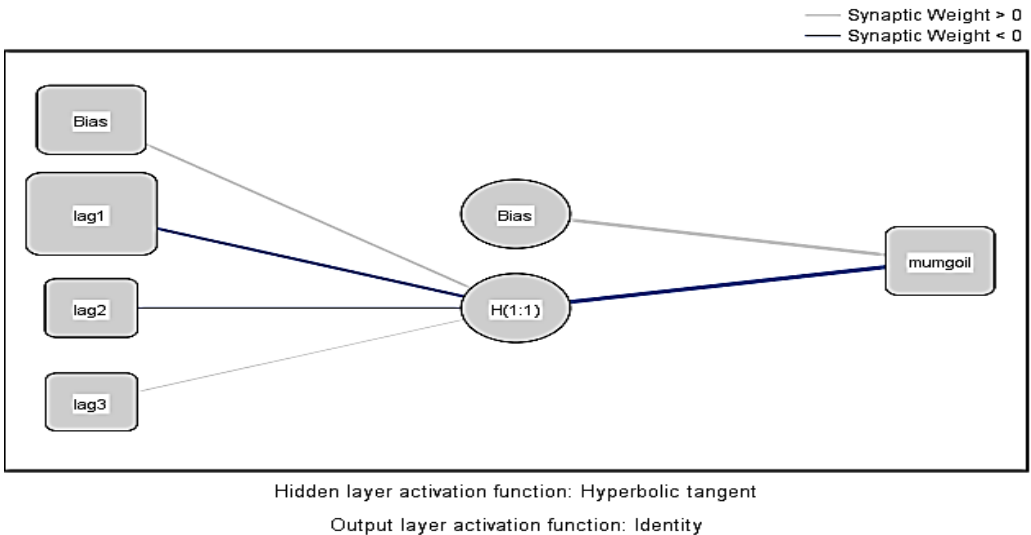 Synaptic Weight > 0
Synaptic Weight < 0
Bias
lag1
lag2
lag3
Bias
H(1:1)
mumgoil
Hidden layer activation function: Hyperbolic tangent
Output layer activation function: Identity